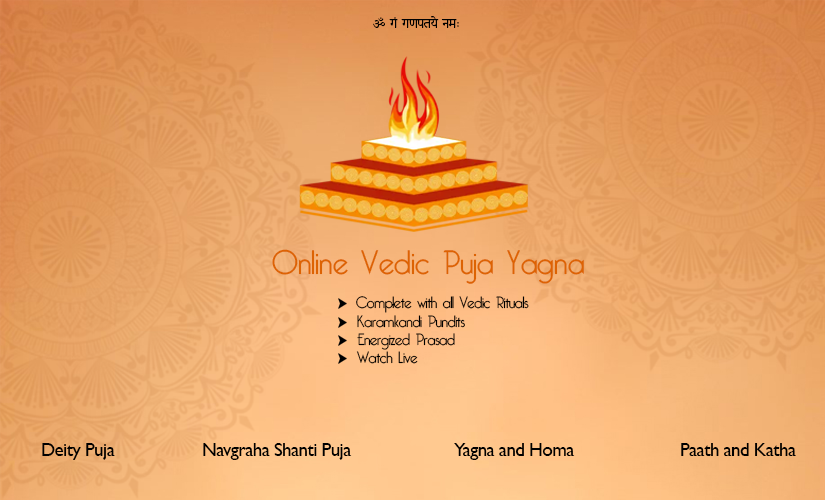 ॐ गं गणपतये नमः
Online Vedic Puja Yagna
➤ Complete with all Vedic Rituals
➤ Karamkandi Pundits
➤ Energized Prasad
➤ Watch Live
Deity Puja Navgraha Shanti Puja Yagna and Homa Paath and Katha